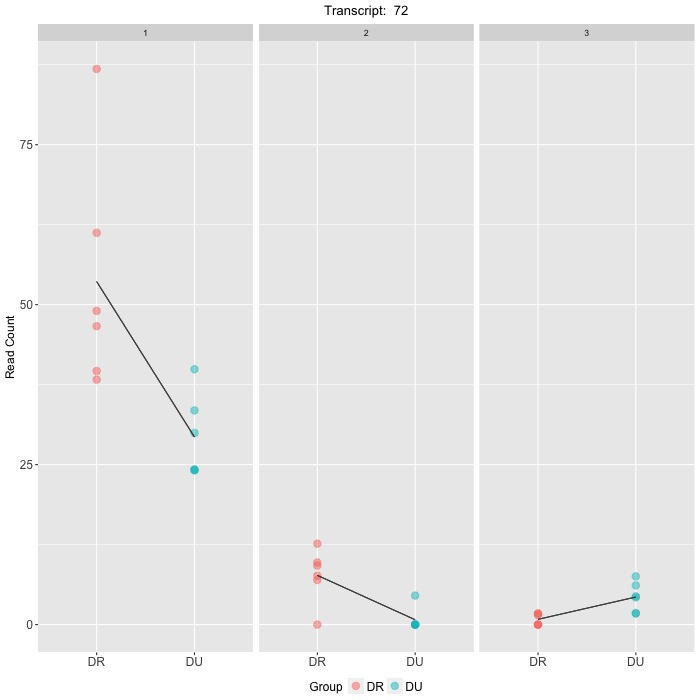 Transcript: 72
1 2 3
75
50
25
0
Read Count
DR DU DR DU DR DU
Group DR DU